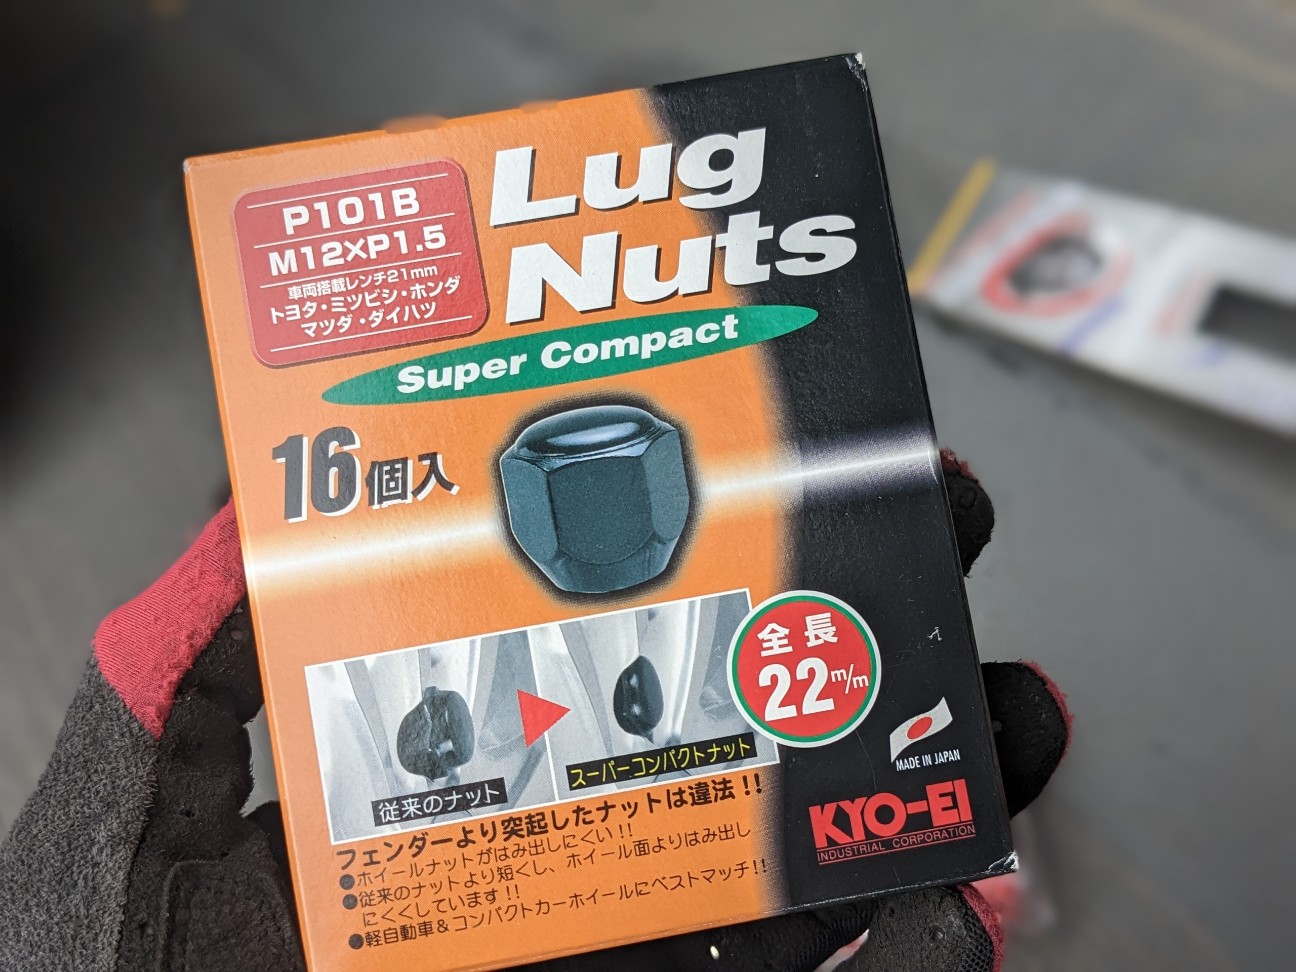 P101B
M12XP1.5
車両搭載レンチ21mm
トヨタ・ミツビシ・ホンダ
マツダ・ダイハツ
Lug
Nuts
Super Compact
16個入
全長
22m/m
従来のナット
スーパーコンパクトナット
MADE IN JAPAN
KYO-EI
INDUSTRIAL CORPORATION
フェンダーより突起したナットは違法!!
●ホイールナットがはみ出しにくい!!
●従来のナットより短くし、ホイール面よりはみ出し
にくくしています!!
●軽自動車&コンパクトカーホイールにベストマッチ!!